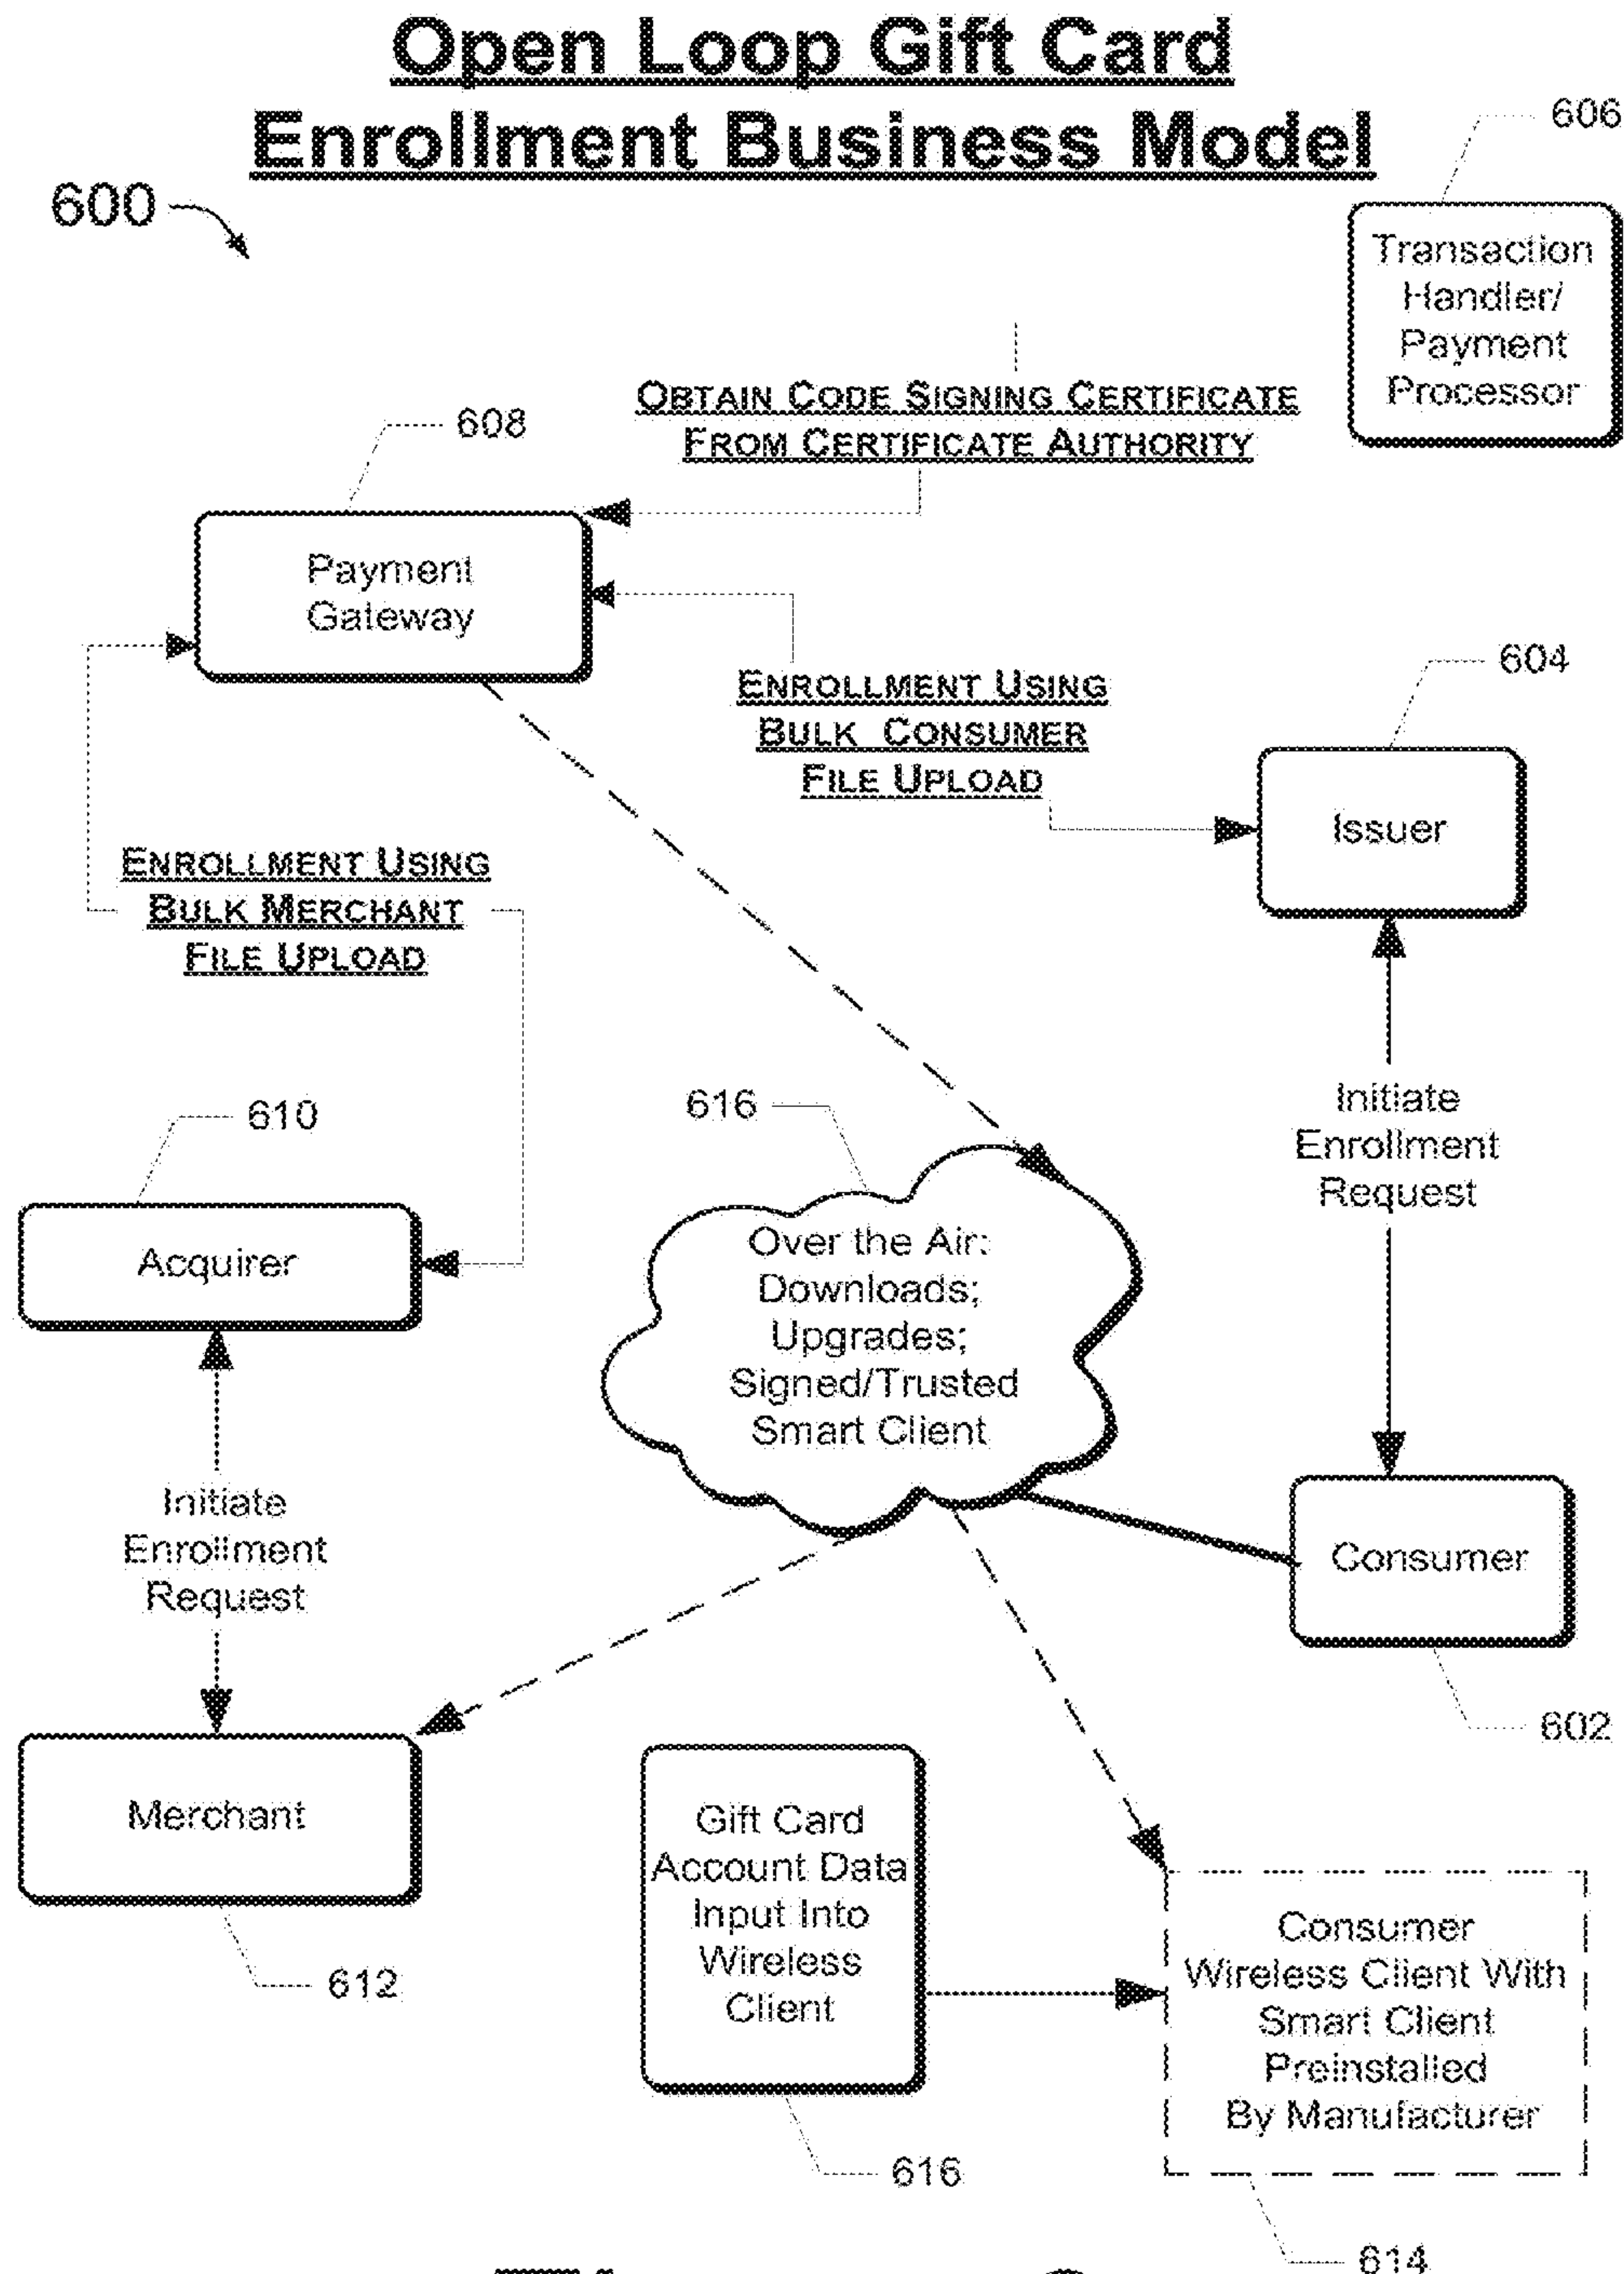 Open Loop Gift Card
Enrollment Business Model
600
606
Transaction
Handler/
Payment
Processor
OBTAIN CODE SIGNING CERTIFICATE
FROM CERTIFICATE AUTHORITY
608
Payment
Gateway
604
ENROLLMENT USING
BULK CONSUMER
FILE UPLOAD
Issuer
ENROLLMENT USING
BULK MERCHANT
FILE UPLOAD
610
616
Initiate
Enrollment
Request
Acquirer
Over the Air:
Downloads;
Upgrades;
Signed/Trusted
Smart Client
Initiate
Enrollment
Request
Consumer
602
Merchant
612
Gift Card
Account Data
Input Into
Wireless
Client
616
Consumer
Wireless Client With
Smart Client
Preinstalled
By Manufacturer
614